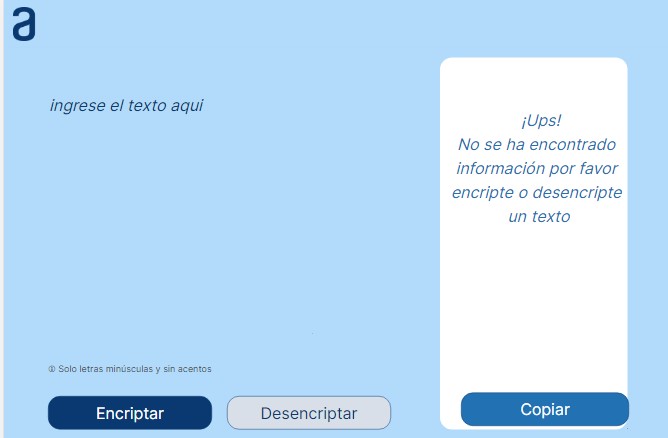 a
ingrese el texto aqui
¡Ups!
No se ha encontrado
información por favor
encripte o desencripte
un texto
① Solo letras minúsculas y sin acentos
Encriptar
Desencriptar
Copiar